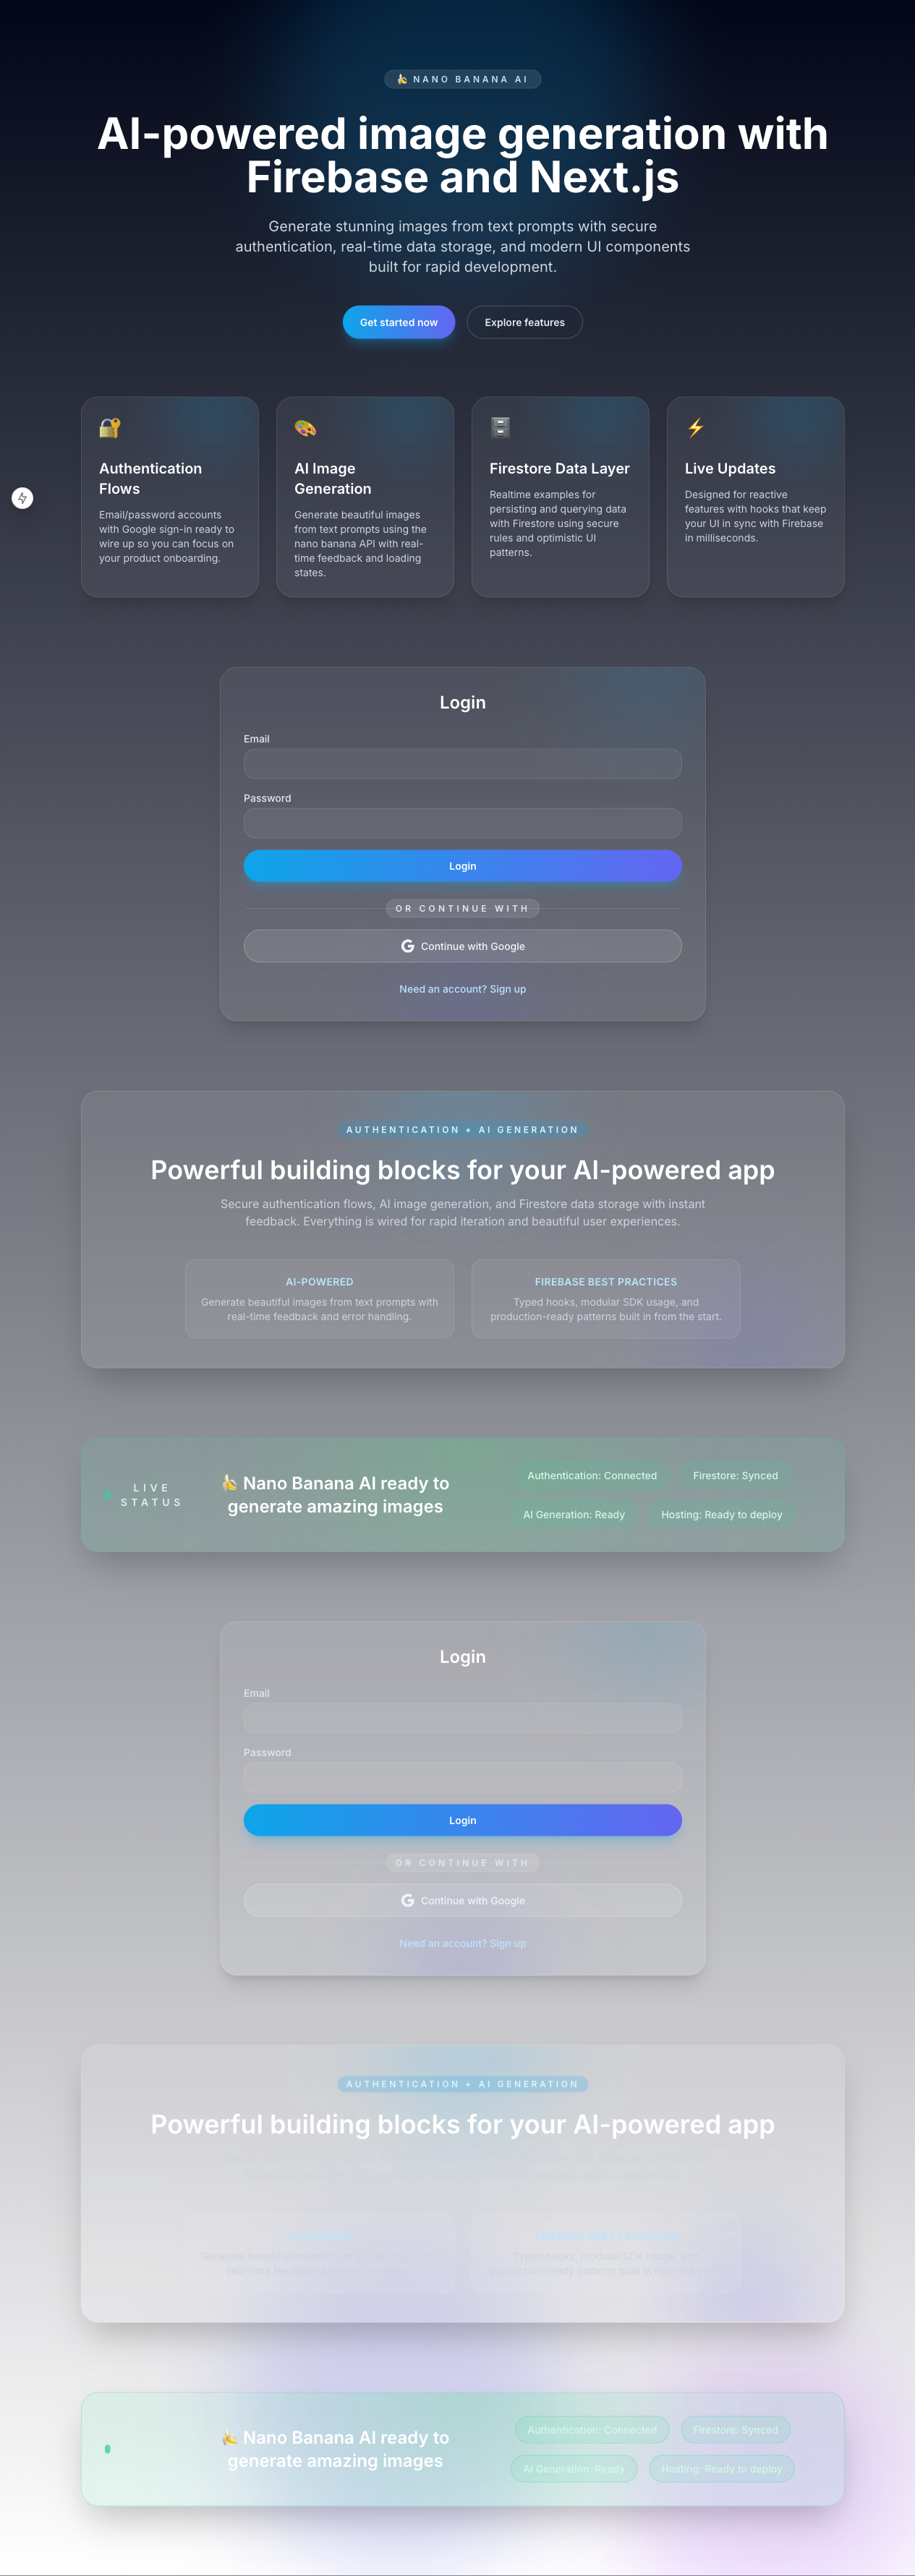 NANO BANANA AI
AI-powered image generation with
Firebase and Next.js
Generate stunning images from text prompts with secure
authentication, real-time data storage, and modern UI components
built for rapid development.
Get started now
Explore features
Authentication
Flows
Email/password accounts
with Google sign-in ready to
wire up so you can focus on
your product onboarding.
AI Image
Generation
Generate beautiful images
from text prompts using the
nano banana API with real-
time feedback and loading
states.
Firestore Data Layer
Realtime examples for
persisting and querying data
with Firestore using secure
rules and optimistic UI
patterns.
Live Updates
Designed for reactive
features with hooks that keep
your UI in sync with Firebase
in milliseconds.
Login
Email
Password
Login
OR CONTINUE WITH
Continue with Google
Need an account? Sign up
AUTHENTICATION + AI GENERATION
Powerful building blocks for your AI-powered app
Secure authentication flows, AI image generation, and Firestore data storage with instant
feedback. Everything is wired for rapid iteration and beautiful user experiences.
AI-POWERED
Generate beautiful images from text prompts with
real-time feedback and error handling.
FIREBASE BEST PRACTICES
Typed hooks, modular SDK usage, and
production-ready patterns built in from the start.
LIVE
STATUS
Nano Banana AI ready to
generate amazing images
Authentication: Connected
Firestore: Synced
AI Generation: Ready
Hosting: Ready to deploy
Login
Email
Password
Login
OR CONTINUE WITH
Continue with Google
Need an account? Sign up
AUTHENTICATION + AI GENERATION
Powerful building blocks for your AI-powered app
Generate beautiful images
real-time feedback
Typed hooks, modular SDK usage,
production-ready patterns built in from the
Nano Banana AI ready to
generate amazing images
Authentication: Connected
Firestore: Synced
AI Generation: Ready
Hosting: Ready to deploy